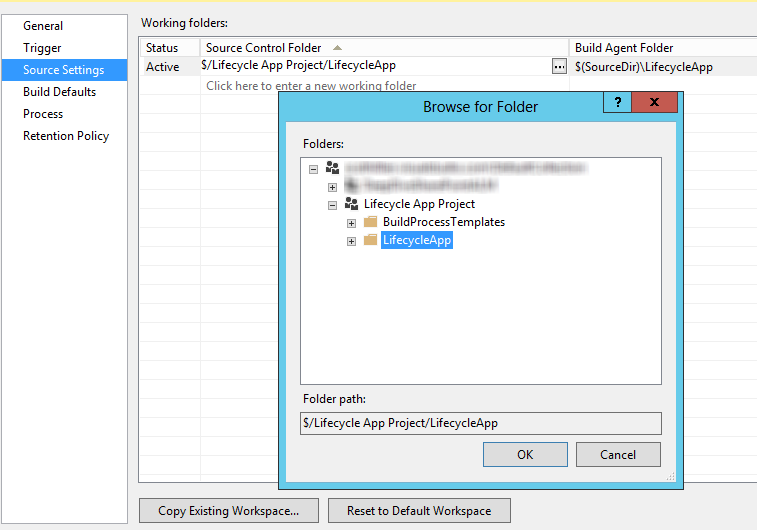 General
Trigger
Source Settings
Build Defaults
Process
Retention Policy
Working folders:
Status Source Control Folder Build Agent Folder
Active $/Lifecycle App Project/LifecycleApp ... $(SourceDir)\LifecycleApp
Click here to enter a new working folder
Browse for Folder ? x
Folders:
Lifecycle App Project
BuildProcessTemplates
LifecycleApp
Folder path:
$/Lifecycle App Project/LifecycleApp
OK Cancel
Copy Existing Workspace... Reset to Default Workspace